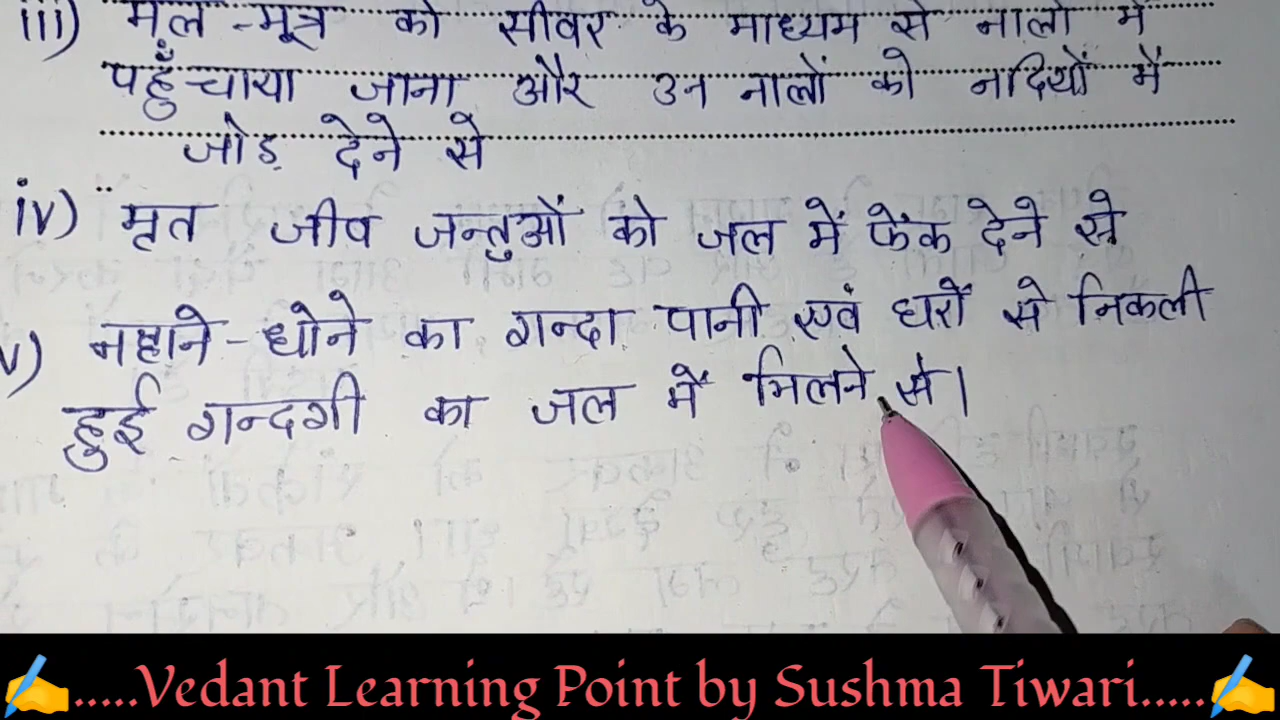 iii) मल-मूत्र को सीवर के माध्यम से नालों में
पहुँचाया जाना और उन नालों को नदियों में
जोड़ देने से
iv) मृत जीव जन्तुओं को जल में फेंक देने से
v) नहाने-धोने का गन्दा पानी एवं घरों से निकली
हुई गन्दगी का जल में मिलने से।
✍️.....Vedant Learning Point by Sushma Tiwari.....✍️